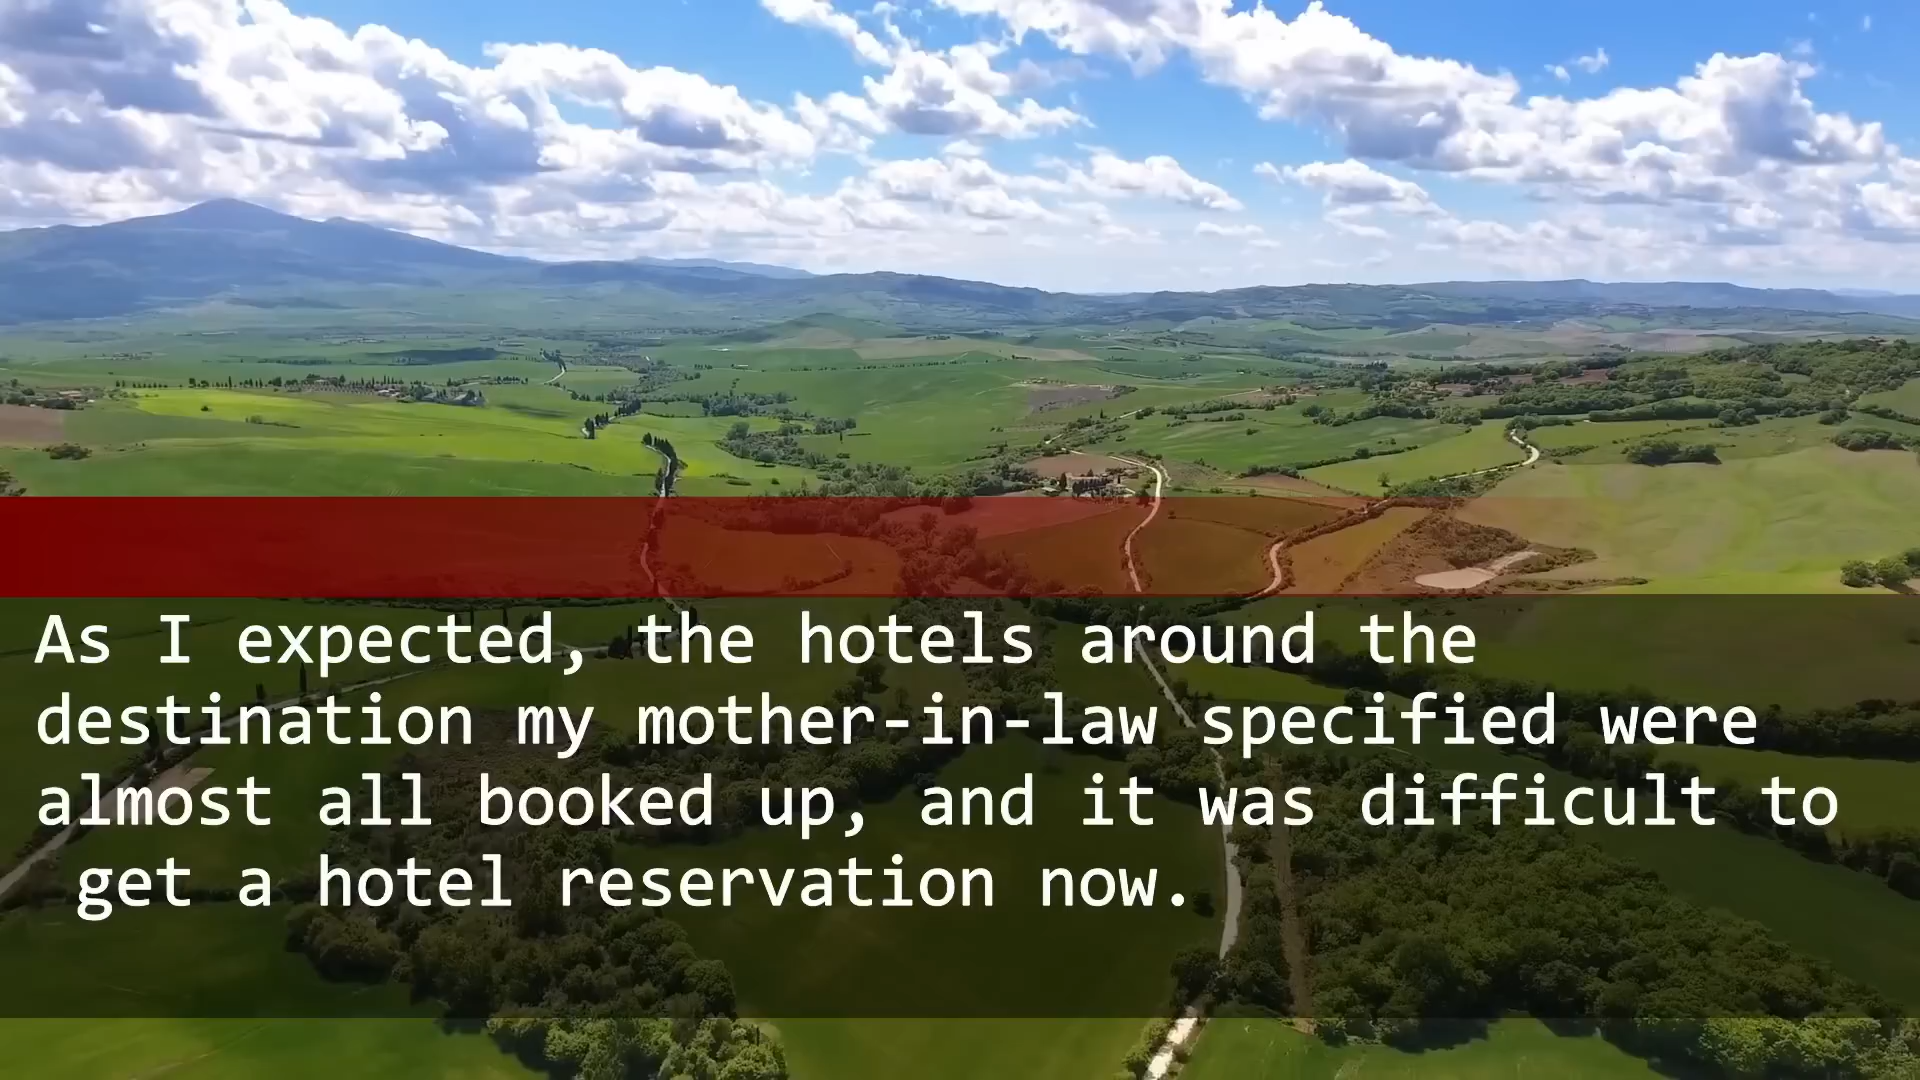 As I expected, the hotels around the
destination my mother-in-law specified were
almost all booked up, and it was difficult to
get a hotel reservation now.